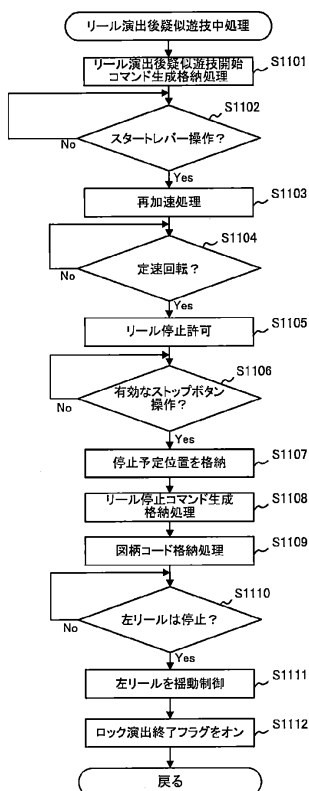 リール演出後疑似遊技中処理
リール演出後疑似遊技開始
コマンド生成格納処理
S1101
S1102
スタートレバー操作?
No
Yes
再加速処理
S1103
S1104
定速回転?
No
Yes
リール停止許可
S1105
S1106
有効なストップボタン
操作?
No
Yes
停止予定位置を格納
S1107
リール停止コマンド生成
格納処理
S1108
図柄コード格納処理
S1109
S1110
左リールは停止?
No
Yes
左リールを揺動制御
S1111
ロック演出終了フラグをオン
S1112
戻る